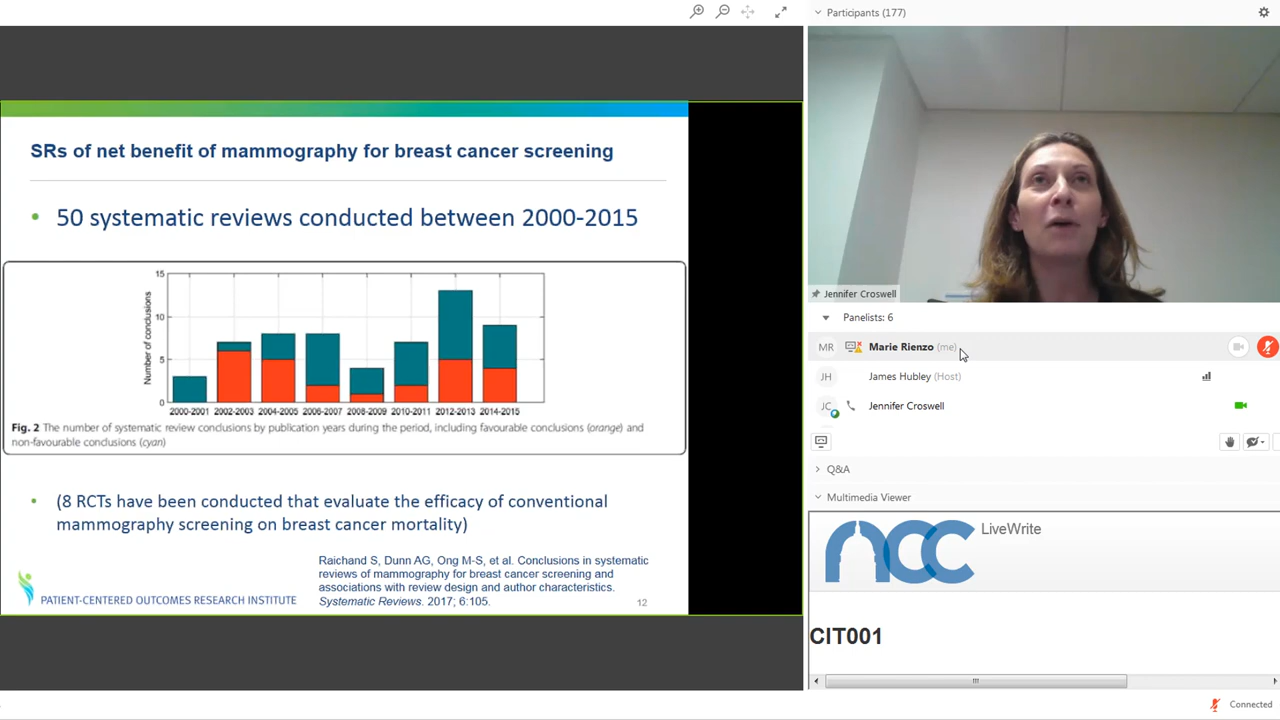 Participants (177)
SRs of net benefit of mammography for breast cancer screening
• 50 systematic reviews conducted between 2000-2015
Number of conclusions
15
10
5
0
2000-2001 2002-2003 2004-2005 2006-2007 2008-2009 2010-2011 2012-2013 2014-2015
Fig. 2 The number of systematic review conclusions by publication years during the period, including favourable conclusions (orange) and
non-favourable conclusions (cyan)
• (8 RCTs have been conducted that evaluate the efficacy of conventional
mammography screening on breast cancer mortality)
Raichand S, Dunn AG, Ong M-S, et al. Conclusions in systematic
reviews of mammography for breast cancer screening and
associations with review design and author characteristics.
Systematic Reviews. 2017; 6:105.
PATIENT-CENTERED OUTCOMES RESEARCH INSTITUTE
12
Jennifer Croswell
Panelists: 6
MR Marie Rienzo (me)
JH James Hubley (Host)
JC Jennifer Croswell
Q&A
Multimedia Viewer
ACC LiveWrite
CIT001
Connected